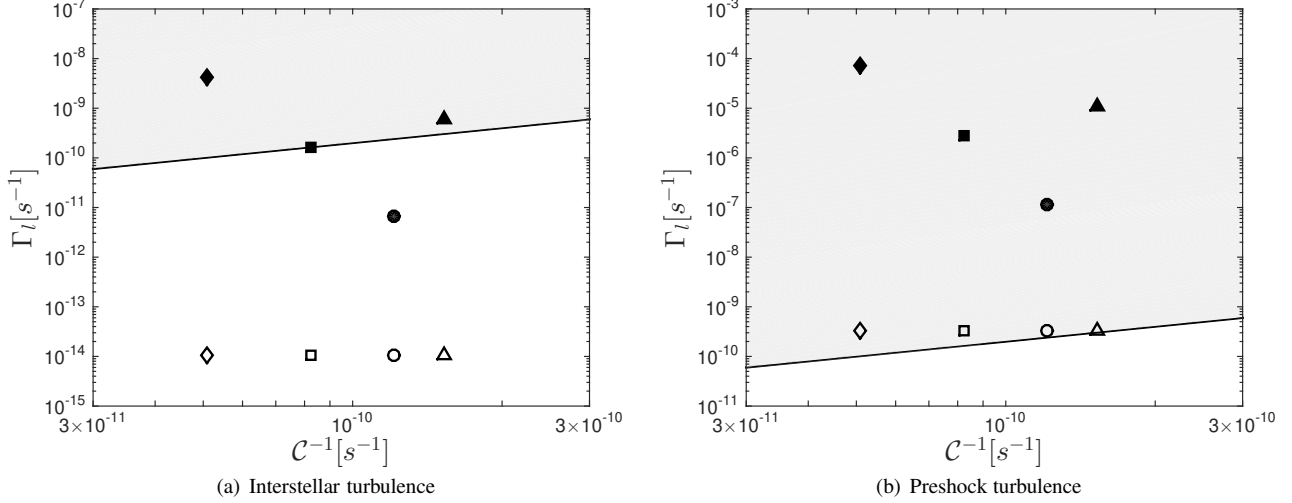 10⁻⁷
10⁻⁸
10⁻⁹
10⁻¹⁰
10⁻¹¹
10⁻¹²
10⁻¹³
10⁻¹⁴
10⁻¹⁵
Γₗ[s⁻¹]
3×10⁻¹¹ 10⁻¹⁰ 3×10⁻¹⁰
𝒞⁻¹[s⁻¹]
(a) Interstellar turbulence
10⁻³
10⁻⁴
10⁻⁵
10⁻⁶
10⁻⁷
10⁻⁸
10⁻⁹
10⁻¹⁰
10⁻¹¹
Γₗ[s⁻¹]
3×10⁻¹¹ 10⁻¹⁰ 3×10⁻¹⁰
𝒞⁻¹[s⁻¹]
(b) Preshock turbulence